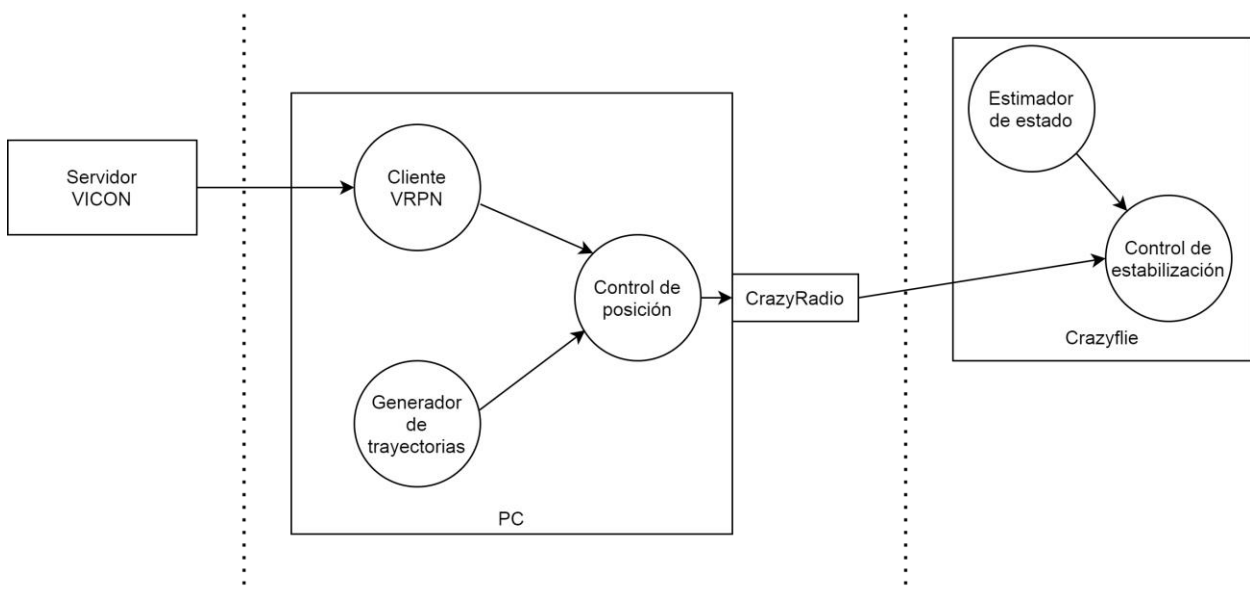 Servidor
VICON
Cliente
VRPN
Generador
de
trayectorias
Control de
posición
PC
CrazyRadio
Estimador
de estado
Control de
estabilización
Crazyflie